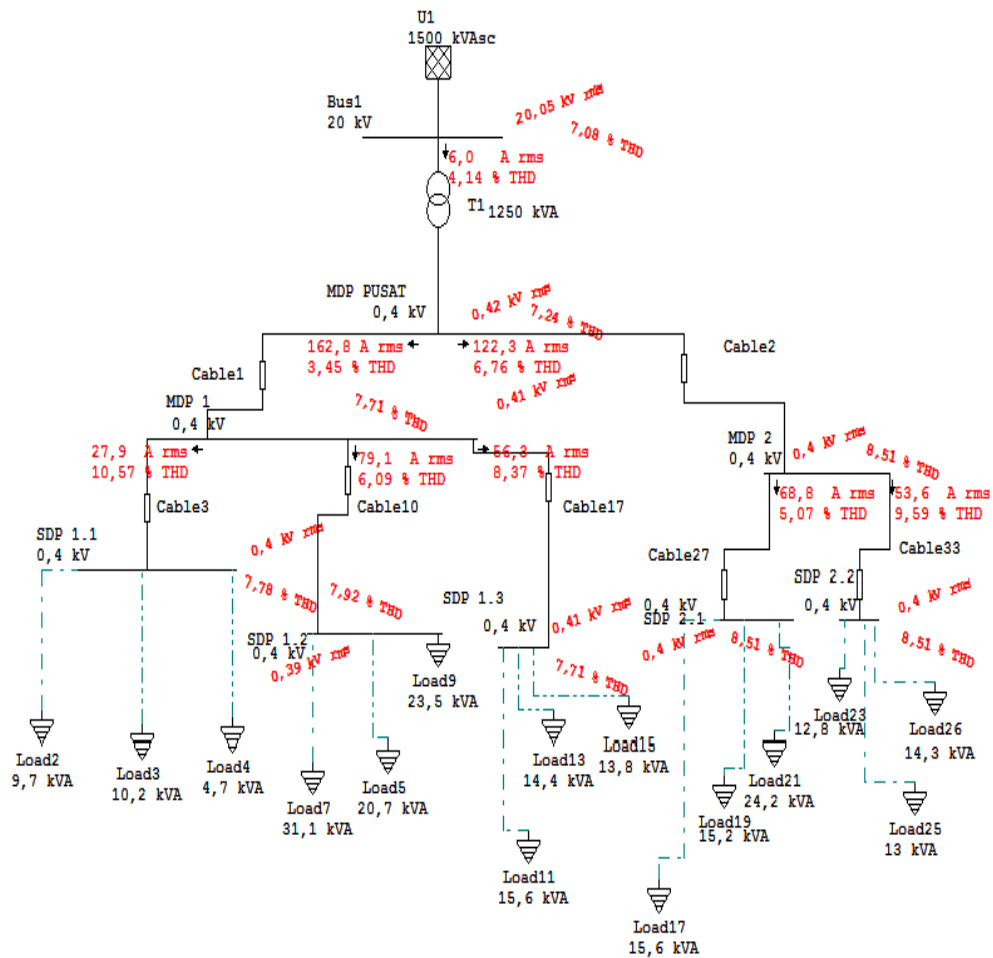 U1
1500 kVAsc
Bus1
20 kV
20,05 kV rms
7,08 % THD
6,0 A rms
4,14 % THD
T1
1250 kVA
MDP PUSAT
0,4 kV
0,42 kV rms
7,24 % THD
162,8 A rms
3,45 % THD
122,3 A rms
6,76 % THD
Cable1
Cable2
MDP 1
0,4 kV
7,71 % THD
0,41 kV rms
27,9 A rms
10,57 % THD
79,1 A rms
6,09 % THD
56,3 A rms
8,37 % THD
MDP 2
0,4 kV
0,4 kV rms
8,51 % THD
68,8 A rms
5,07 % THD
53,6 A rms
9,59 % THD
Cable3
Cable10
Cable17
Cable27
Cable33
SDP 1.1
0,4 kV
0,4 kV rms
7,78 % THD
7,92 % THD
SDP 1.2
0,4 kV
0,39 kV rms
SDP 1.3
0,4 kV
0,41 kV rms
7,71 % THD
0,4 kV
SDP 2.1
0,4 kV rms
8,51 % THD
SDP 2.2
0,4 kV
0,4 kV rms
8,51 % THD
Load9
23,5 kVA
Load2
9,7 kVA
Load3
10,2 kVA
Load4
4,7 kVA
Load7
31,1 kVA
Load5
20,7 kVA
Load13
14,4 kVA
Load15
13,8 kVA
Load11
15,6 kVA
Load17
15,6 kVA
Load19
15,2 kVA
Load21
24,2 kVA
Load23
12,8 kVA
Load26
14,3 kVA
Load25
13 kVA